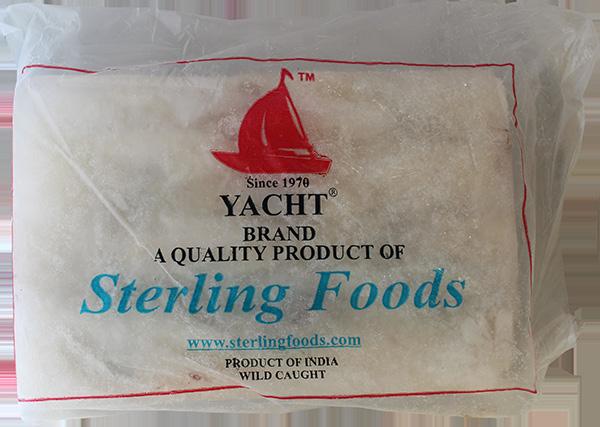 TM
Since 1970
YACHT®
BRAND
A QUALITY PRODUCT OF
Sterling Foods
www.sterlingfoods.com
PRODUCT OF INDIA
WILD CAUGHT